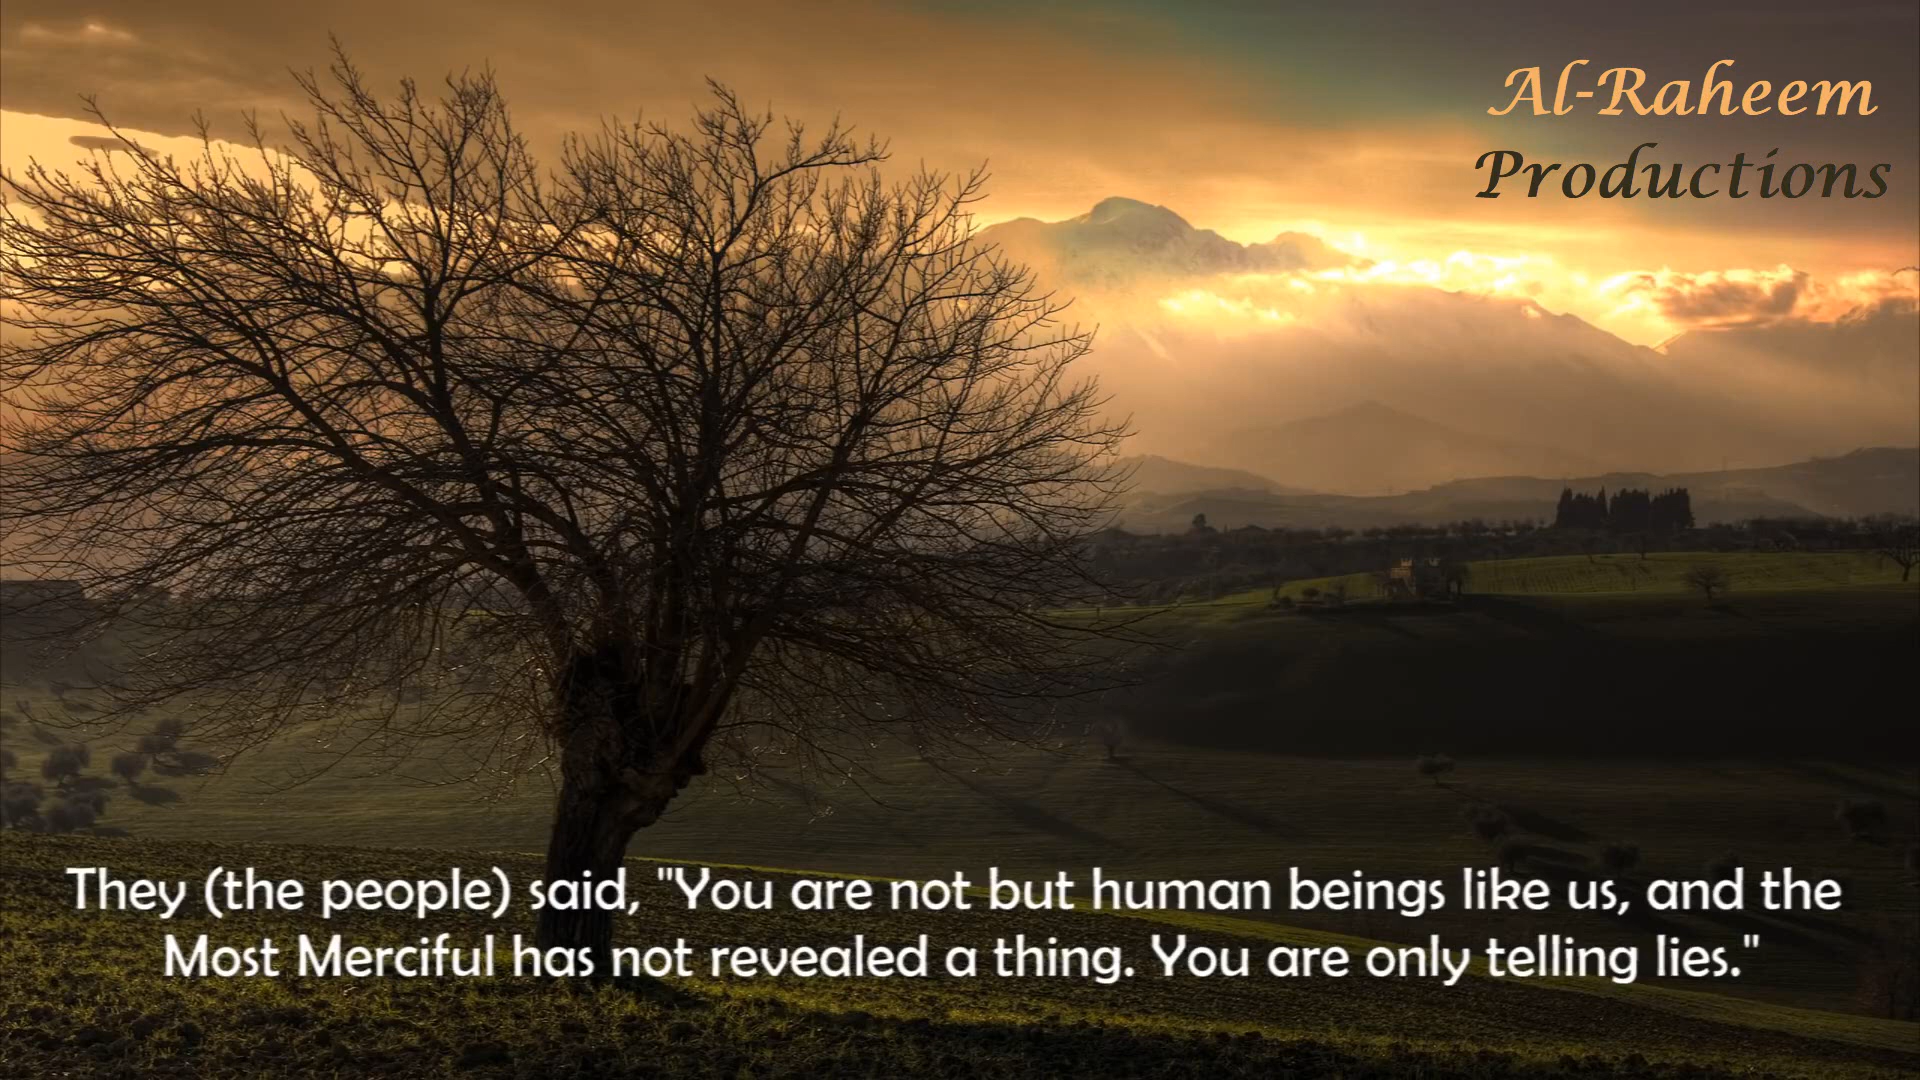 Al-Raheem
Productions
They (the people) said, "You are not but human beings like us, and the
Most Merciful has not revealed a thing. You are only telling lies."